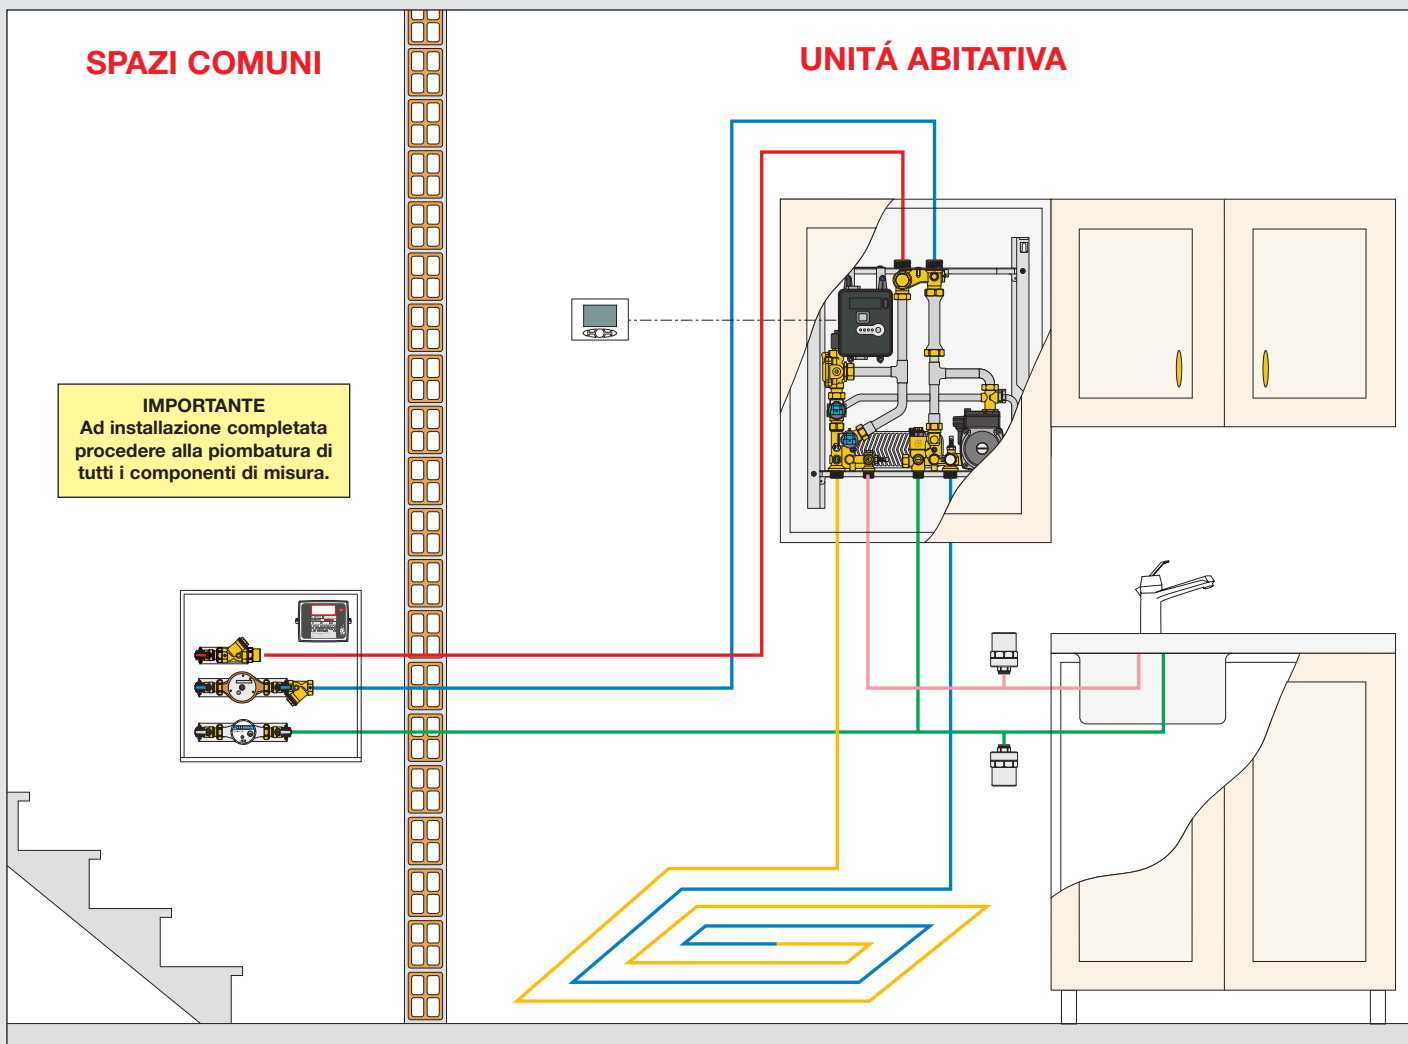 SPAZI COMUNI
UNITÁ ABITATIVA
IMPORTANTE
Ad installazione completata
procedere alla piombatura di
tutti i componenti di misura.